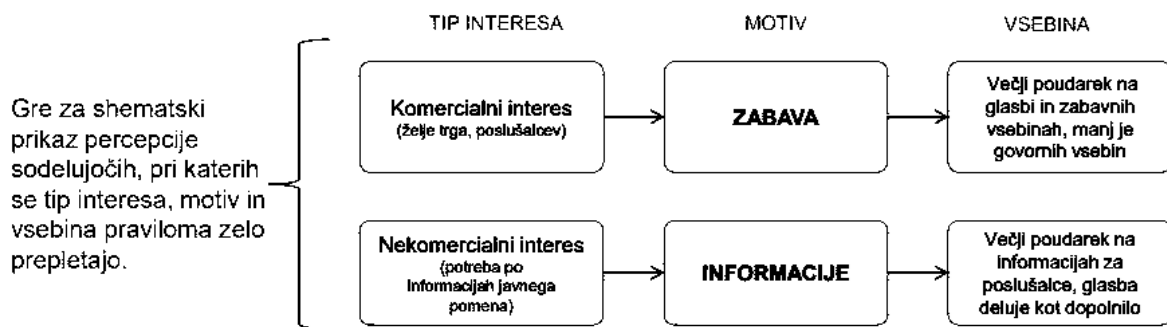 TIP INTERESA
MOTIV
VSEBINA
Gre za shematski
prikaz percepcije
sodelujočih, pri katerih
se tip interesa, motiv in
vsebina praviloma zelo
prepletajo.
Komercialni interes
(želje trga, poslušalcev)
ZABAVA
Večji poudarek na
glasbi in zabavnih
vsebinah, manj je
govornih vsebin
Nekomercialni interes
(potreba po
Informacijah javnega
pomena)
INFORMACIJE
Večji poudarek na
informacijah za
poslušalce, glasba
deluje kot dopolnilo